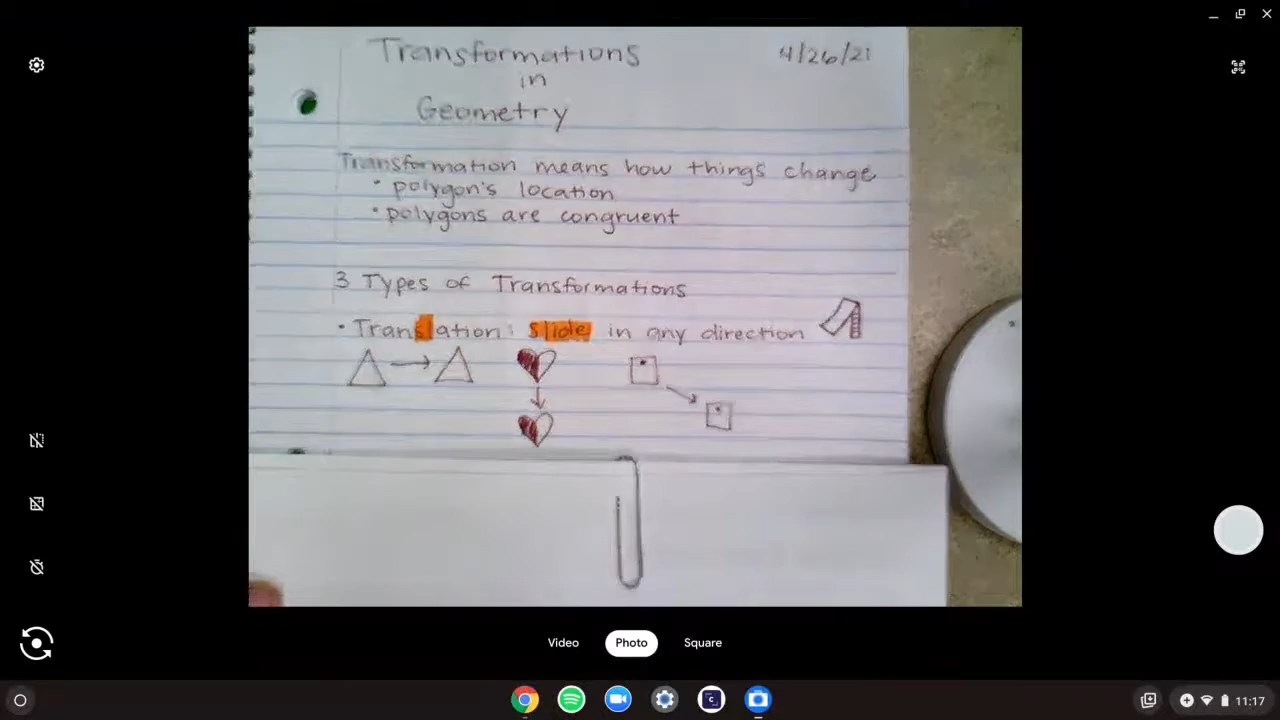 Transformations 4/26/21
in
Geometry
Transformation means how things change
• polygon's location
• polygons are congruent
3 Types of Transformations
• Translation: slide in any direction
Video Photo Square
11:17